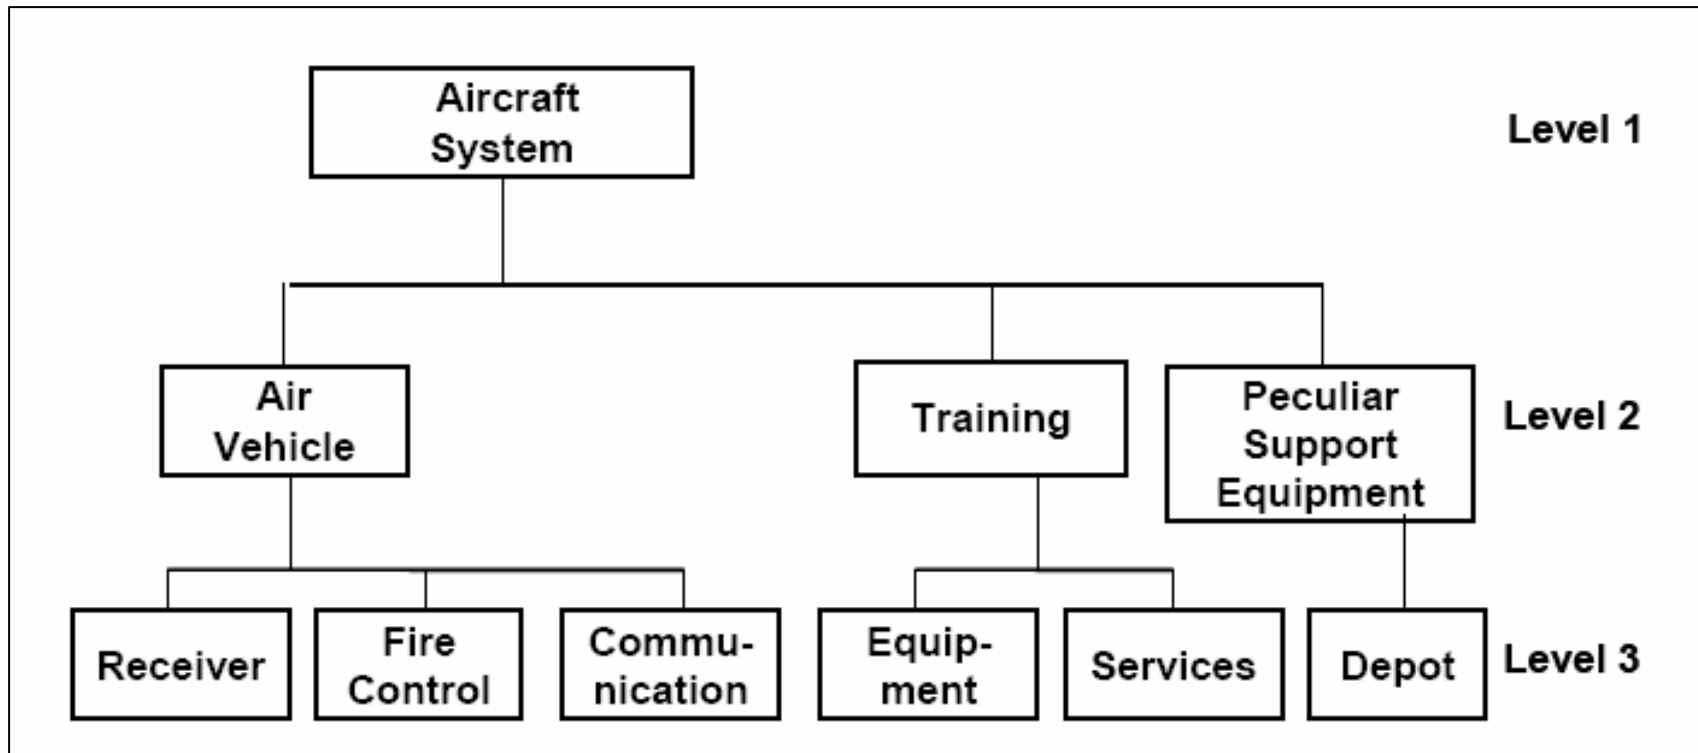 Aircraft
System
Level 1
Air
Vehicle
Training
Peculiar
Support
Equipment
Level 2
Receiver
Fire
Control
Commu-
nication
Equip-
ment
Services
Depot
Level 3